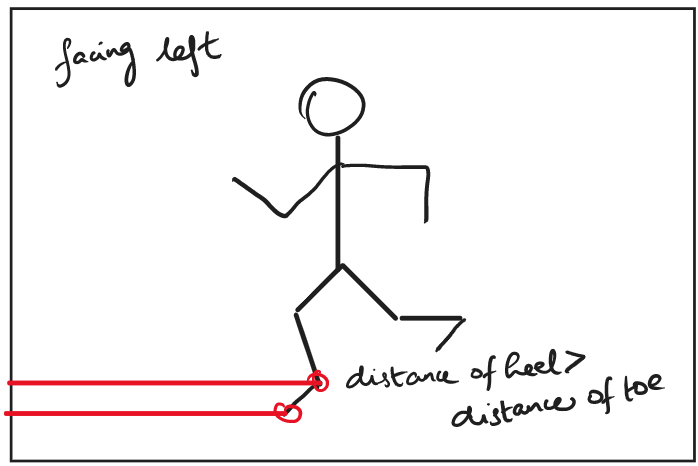 facing left
distance of heel >
distance of toe